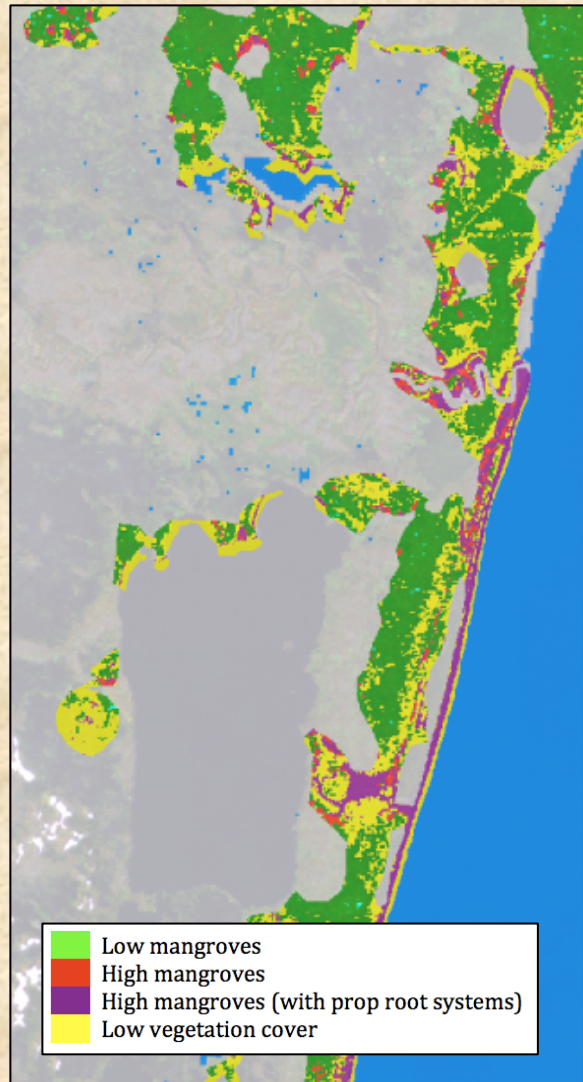 Low mangroves
High mangroves
High mangroves (with prop root systems)
Low vegetation cover